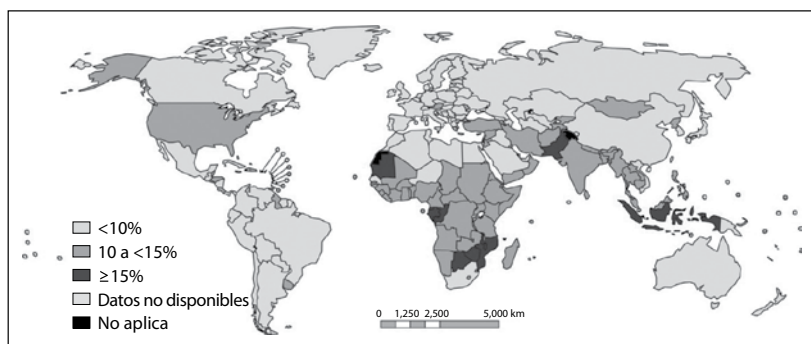 <10%
10 a <15%
≥15%
Datos no disponibles
No aplica
0 1,250 2,500 5,000 km